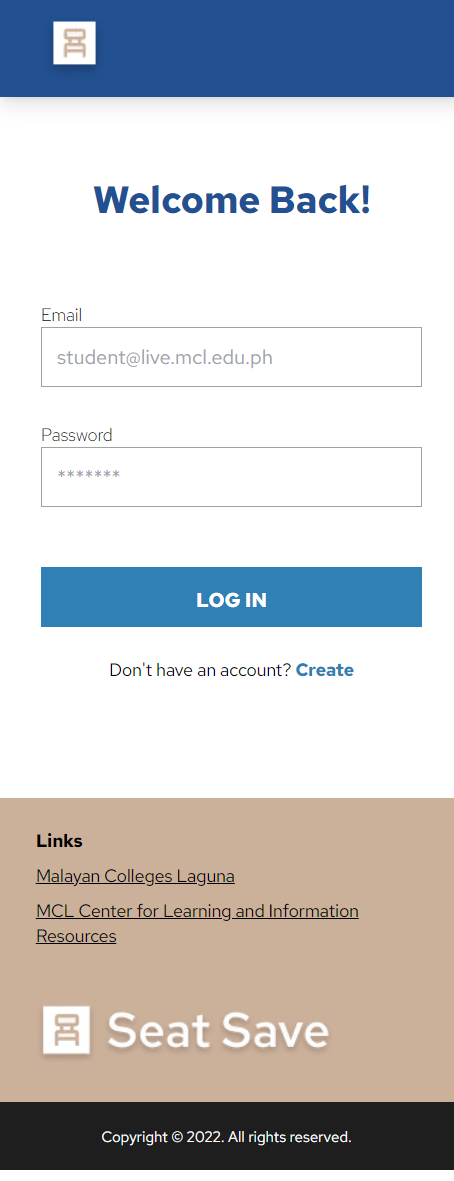 Welcome Back!
Email
student@live.mcl.edu.ph
Password
*******
LOG IN
Don't have an account? Create
Links
Malayan Colleges Laguna
MCL Center for Learning and Information
Resources
Seat Save
Copyright © 2022. All rights reserved.